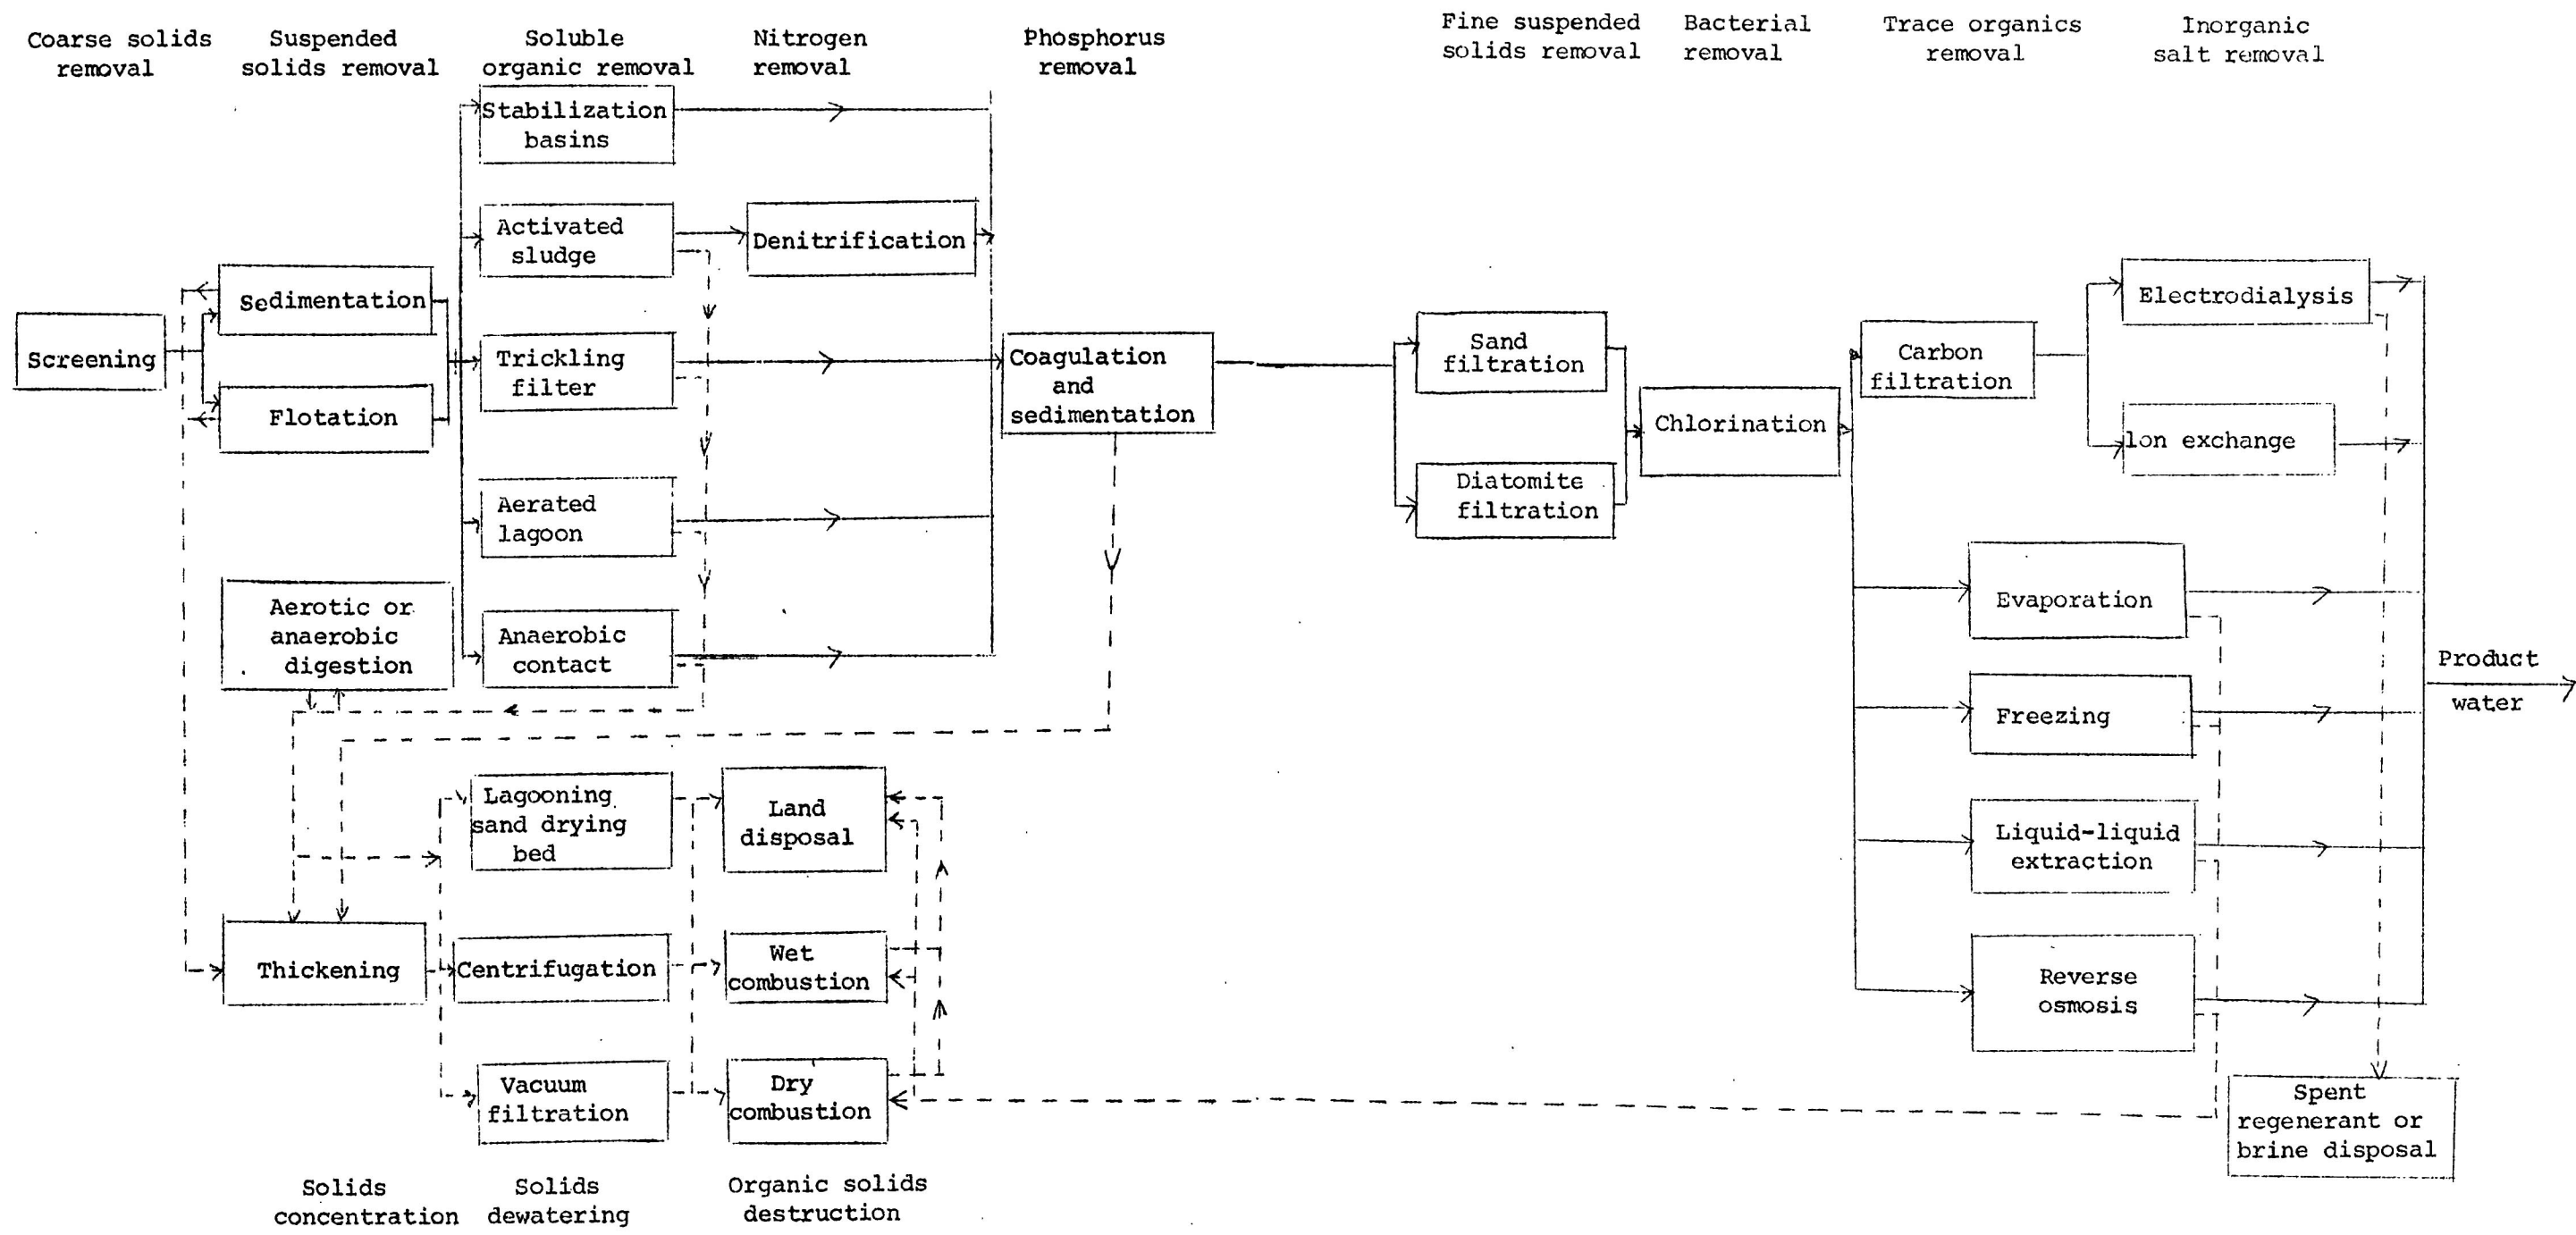 Coarse solids
removal
Suspended
solids removal
Soluble
organic removal
Nitrogen
removal
Phosphorus
removal
Fine suspended
solids removal
Bacterial
removal
Trace organics
removal
Inorganic
salt removal
Stabilization
basins
Activated
sludge
Denitrification
Screening
Sedimentation
Flotation
Trickling
filter
Aerated
lagoon
Anaerobic
contact
Coagulation
and
sedimentation
Sand
filtration
Diatomite
filtration
Chlorination
Carbon
filtration
Electrodialysis
lon exchange
Evaporation
Freezing
Liquid-liquid
extraction
Reverse
osmosis
Product
water
Spent
regenerant or
brine disposal
Aerotic or
anaerobic
digestion
Thickening
Lagooning
sand drying
bed
Centrifugation
Vacuum
filtration
Land
disposal
Wet
combustion
Dry
combustion
Solids
concentration
Solids
dewatering
Organic solids
destruction